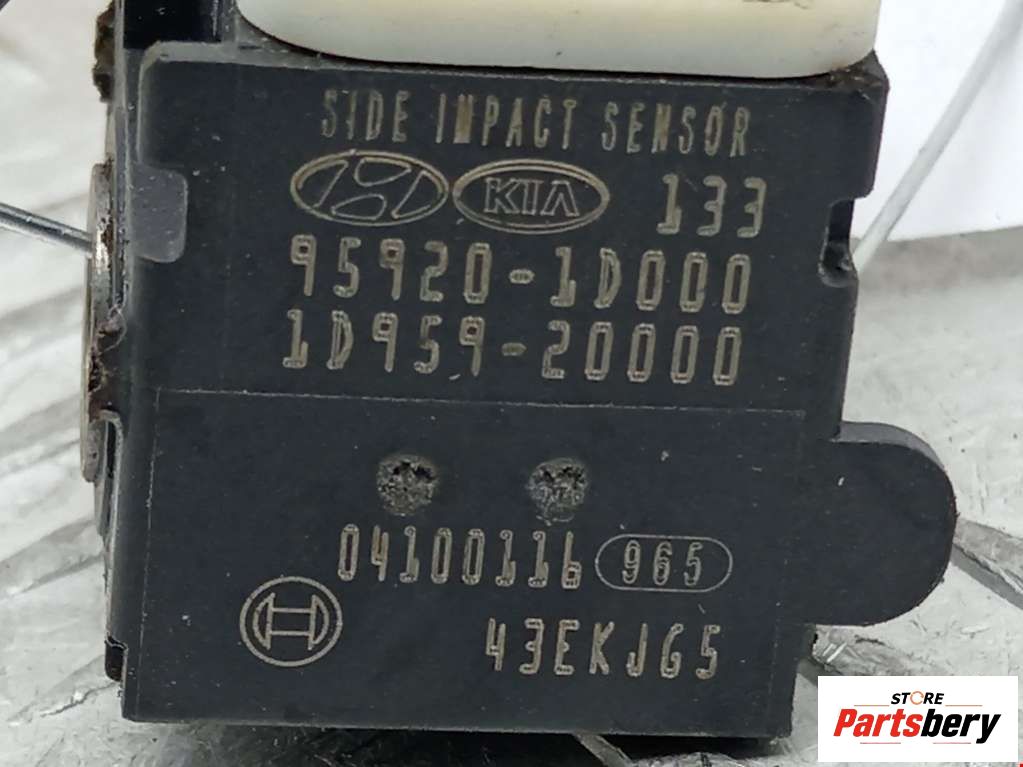 SIDE IMPACT SENSOR
KIA 133
95920-1D000
1D959-20000
04100116 965
43EKJG5
STORE
Partsbery